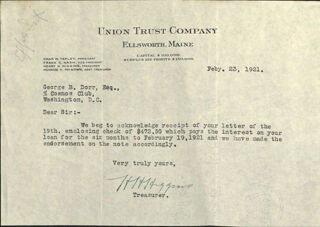 UNION TRUST COMPANY
ELLSWORTH, MAINE
Feby. 23, 1921.
George B. Dorr, Esq.,
% Cosmos Club,
Washington, D.C.
Dear Sir:
We beg to acknowledge receipt of your letter of the
19th, enclosing check of $472.50 which pays the interest on your
loan for the six months to February 19,1921 and we have made the
endorsement on the note accordingly.
Very truly yours,
H H Higgins
Treasurer.